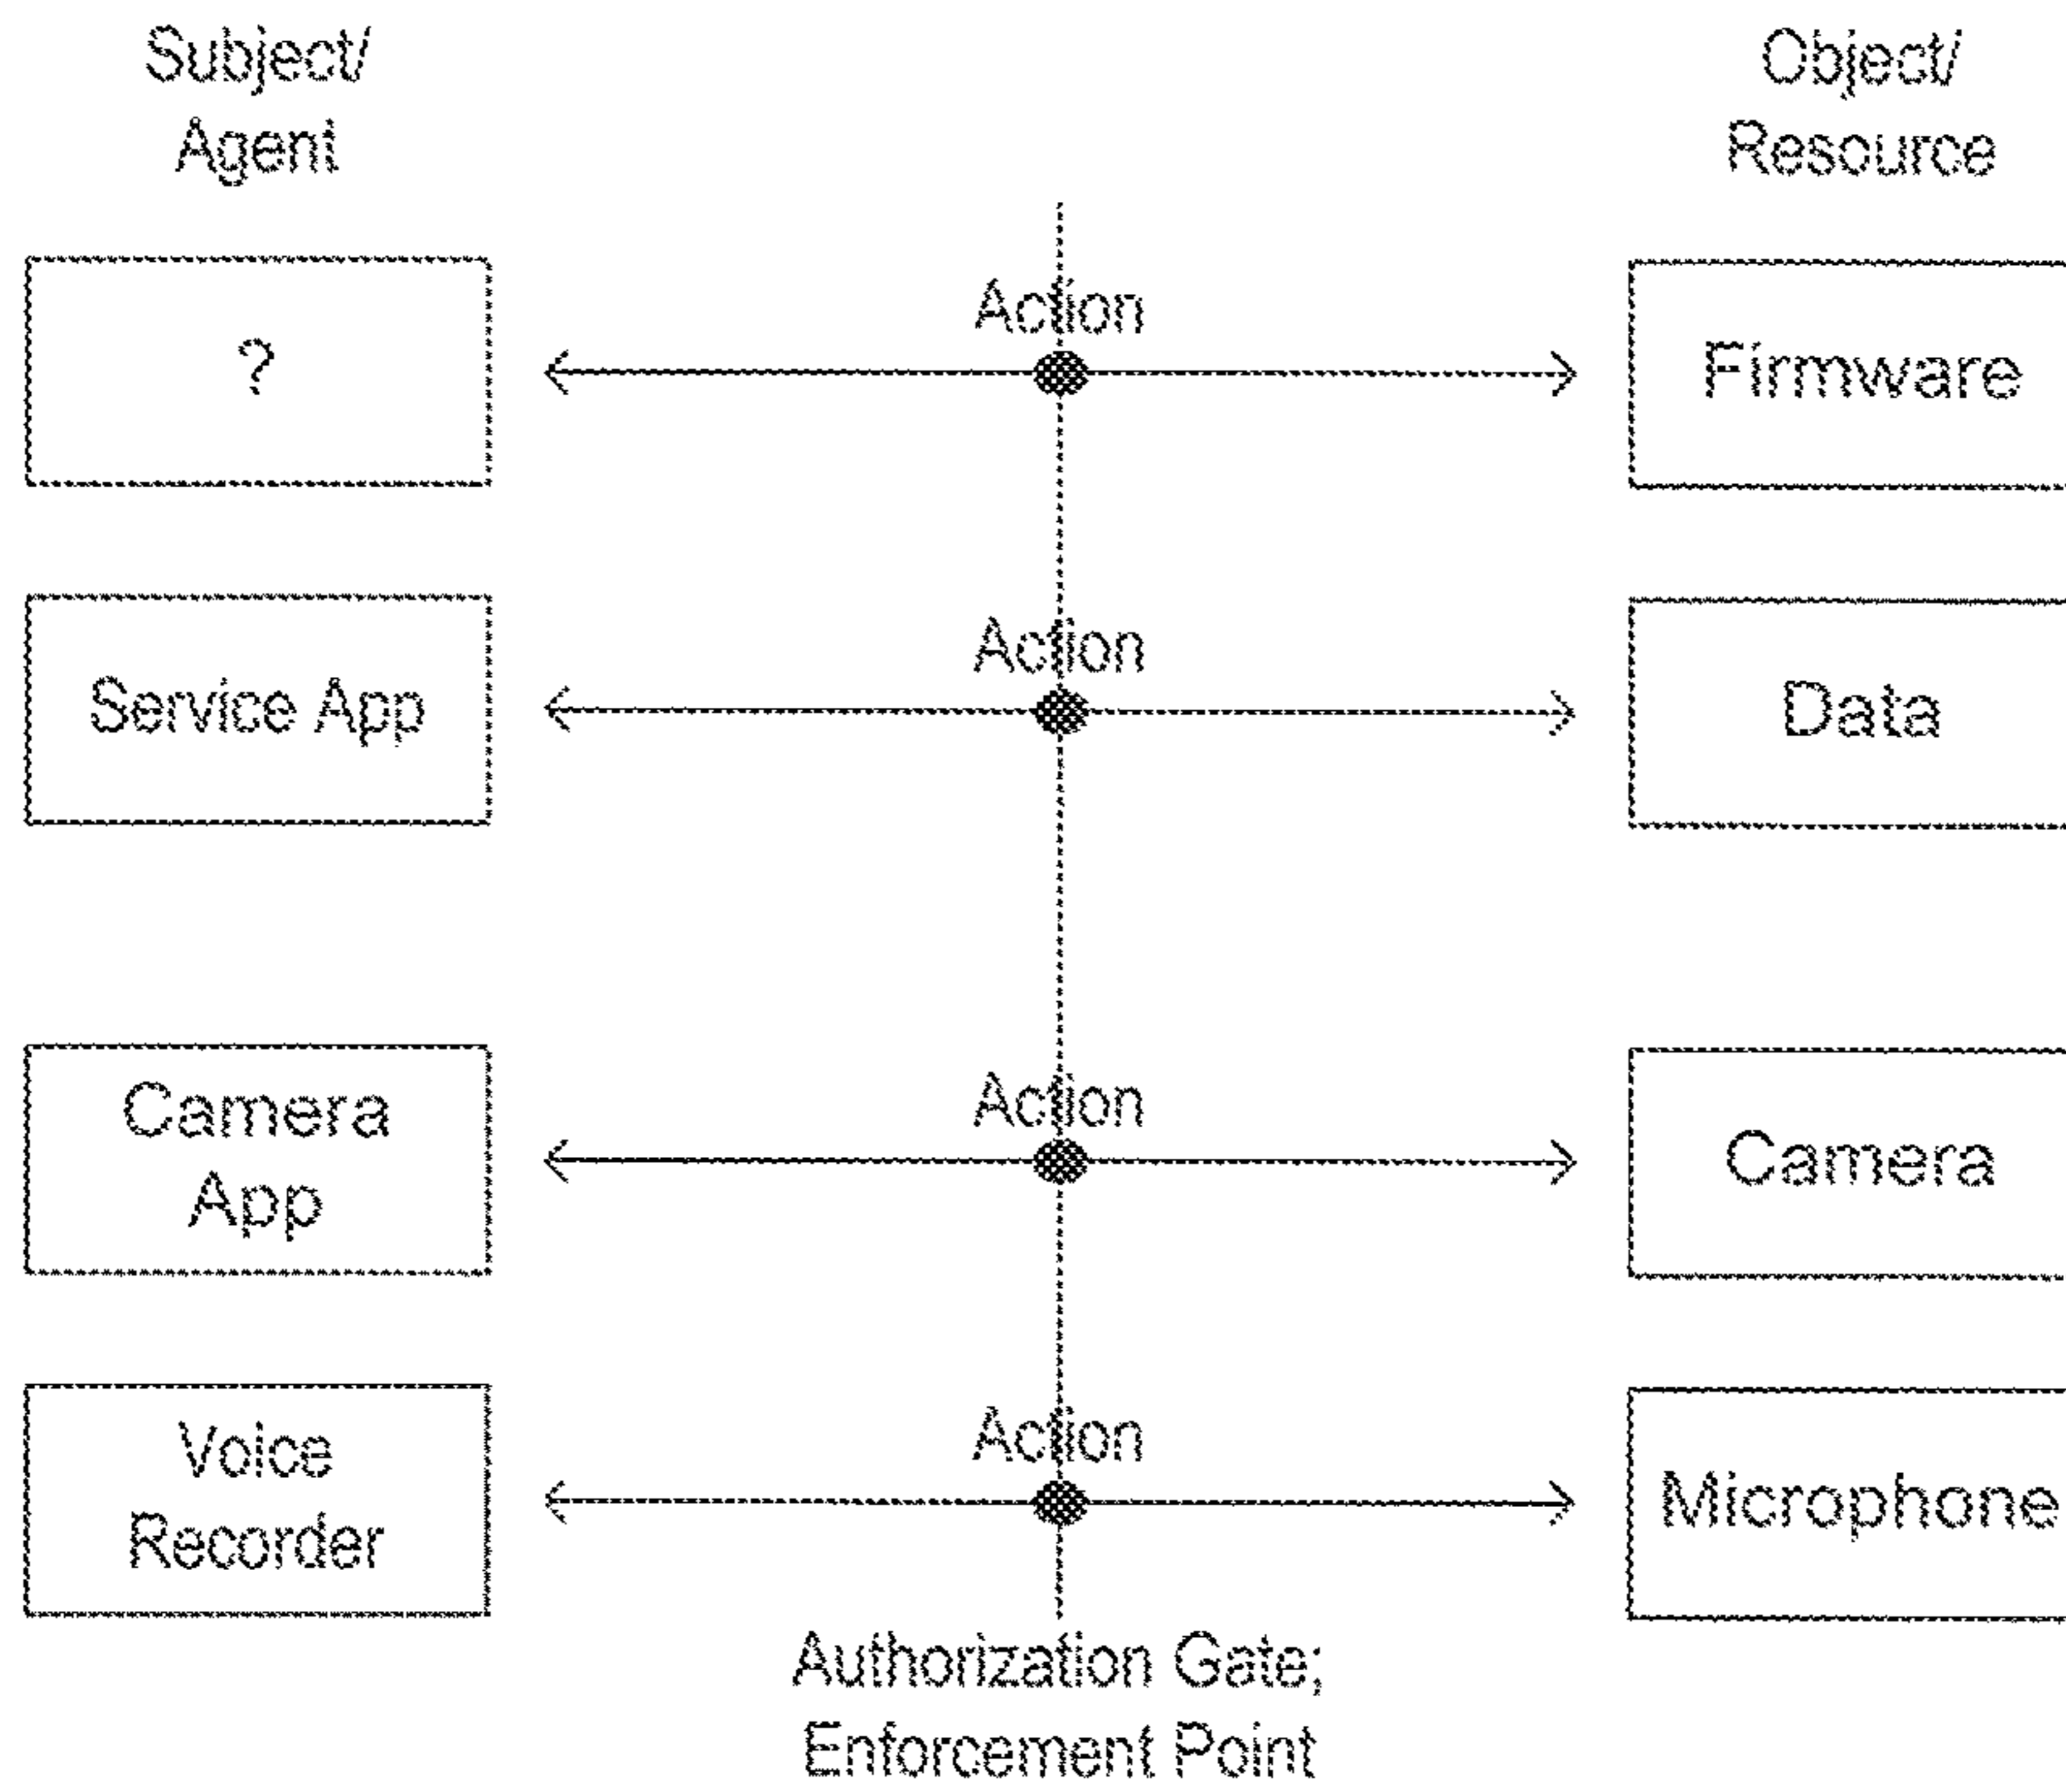 Subject/
Agent
Object/
Resource
?
Action
Firmware
Service App
Action
Data
Camera
App
Action
Camera
Voice
Recorder
Action
Microphone
Authorization Gate;
Enforcement Point